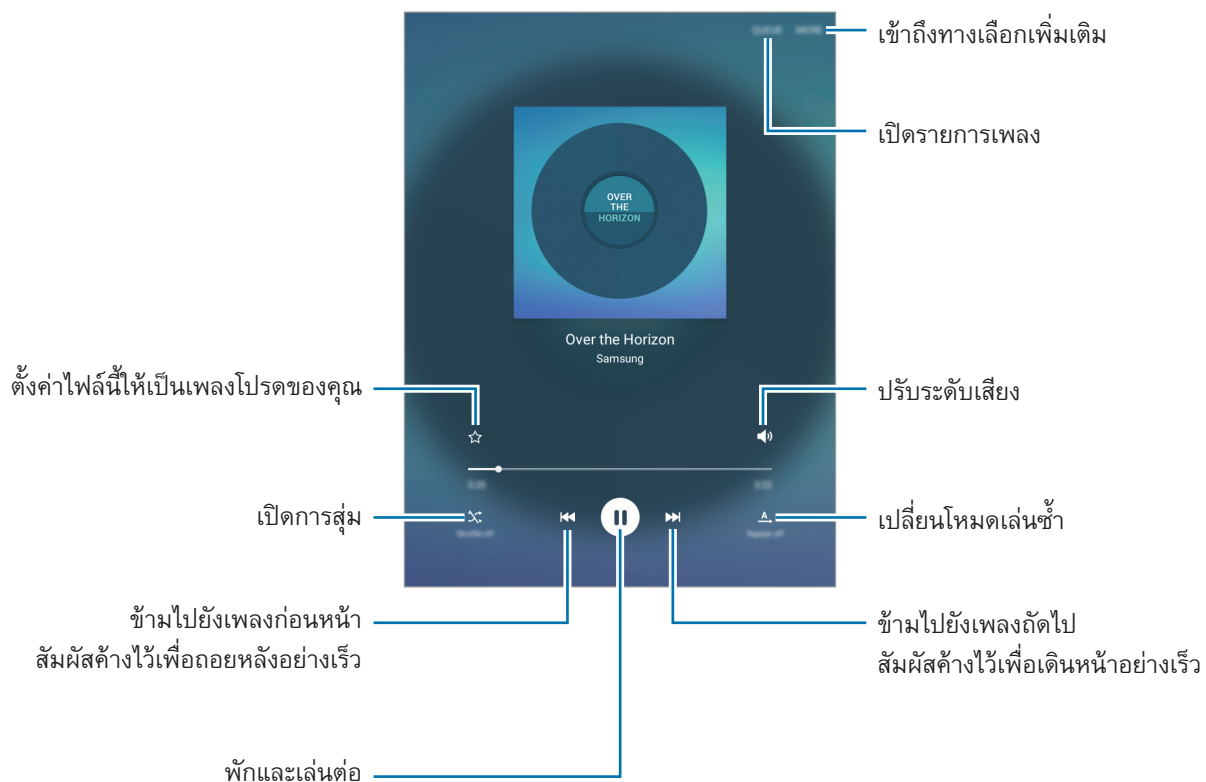 QUEUE MORE
เข้าถึงทางเลือกเพิ่มเติม
เปิดรายการเพลง
OVER
THE
HORIZON
Over the Horizon
Samsung
ตั้งค่าไฟล์นี้ให้เป็นเพลงโปรดของคุณ
ปรับระดับเสียง
เปิดการสุ่ม
A
เปลี่ยนโหมดเล่นซ้ำ
Shuffle off
Repeat off
ข้ามไปยังเพลงก่อนหน้า
สัมผัสค้างไว้เพื่อถอยหลังอย่างเร็ว
ข้ามไปยังเพลงถัดไป
สัมผัสค้างไว้เพื่อเดินหน้าอย่างเร็ว
พักและเล่นต่อ